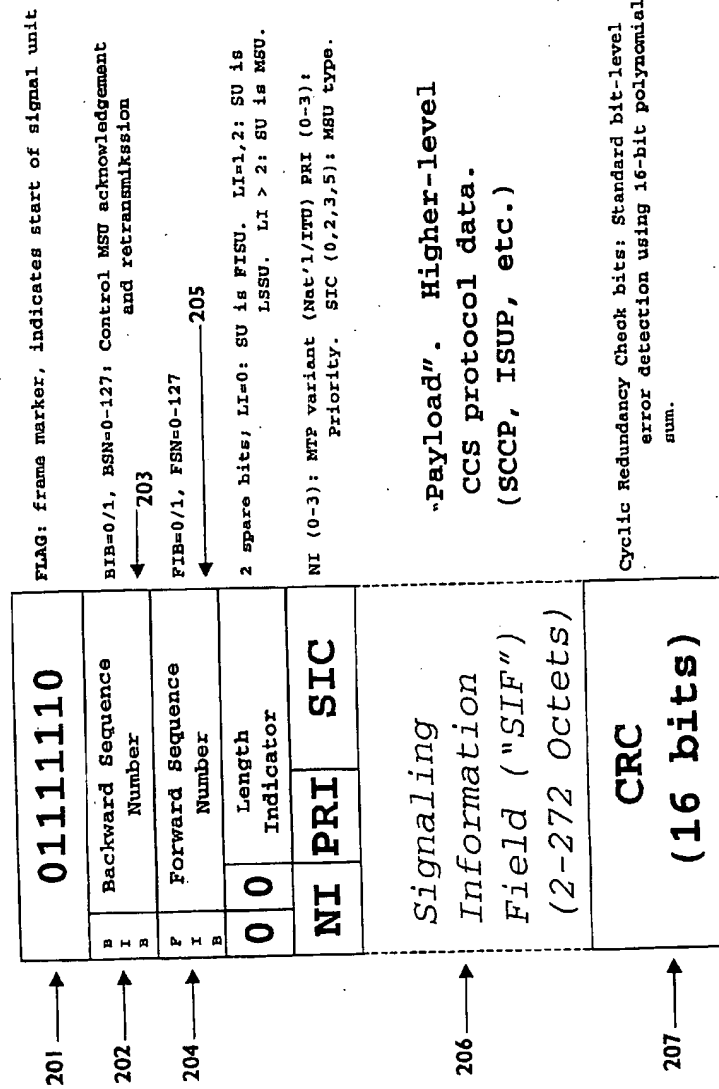 201
01111110
FLAG: frame marker, indicates start of signal unit
202
B
I
B
Backward Sequence
Number
BIB=0/1, BSN=0-127: Control MSU acknowledgement
and retransmikssion
203
204
F
I
B
Forward Sequence
Number
FIB=0/1, FSN=0-127
205
0 0
Length
Indicator
2 spare bits; LI=0: SU is FISU. LI=1,2: SU is
LSSU. LI > 2: SU is MSU.
NI PRI SIC
NI (0-3): MTP variant (Nat'l/ITU) PRI (0-3):
Priority. SIC (0,2,3,5): MSU type.
206
Signaling
Information
Field ("SIF")
(2-272 Octets)
"Payload". Higher-level
CCS protocol data.
(SCCP, ISUP, etc.)
207
CRC
(16 bits)
Cyclic Redundancy Check bits: Standard bit-level
error detection using 16-bit polynomial
sum.